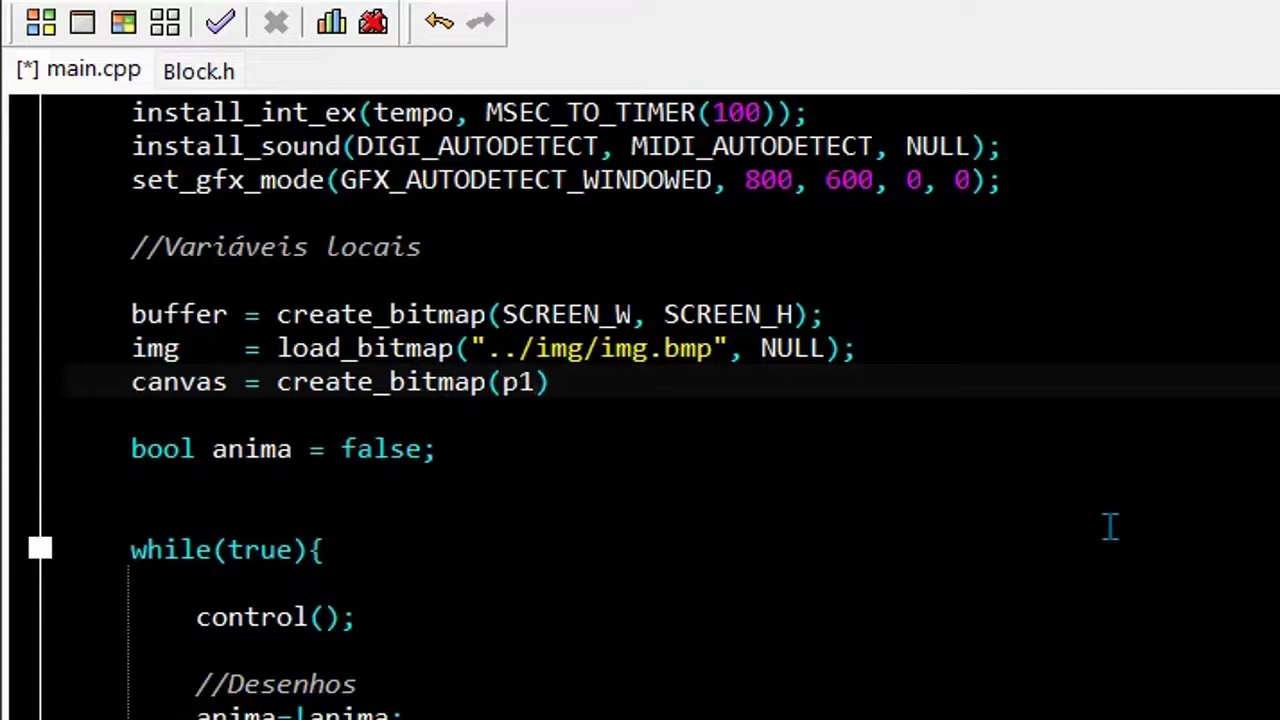 [*] main.cpp Block.h
install_int_ex(tempo, MSEC_TO_TIMER(100));
install_sound(DIGI_AUTODETECT, MIDI_AUTODETECT, NULL);
set_gfx_mode(GFX_AUTODETECT_WINDOWED, 800, 600, 0, 0);
//Variáveis locais
buffer = create_bitmap(SCREEN_W, SCREEN_H);
img    = load_bitmap("../img/img.bmp", NULL);
canvas = create_bitmap(p1)
bool anima = false;
while(true){
control();
//Desenhos
anima=!anima;